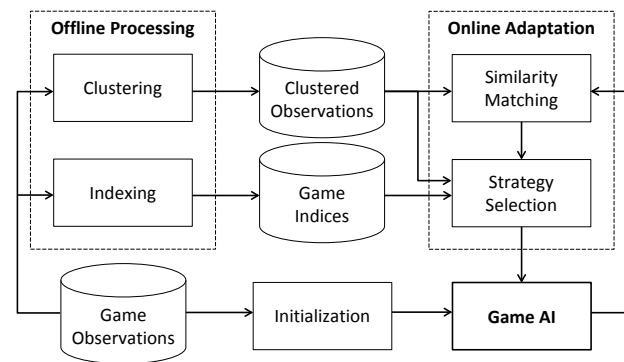 Offline Processing
Online Adaptation
Clustering
Clustered
Observations
Similarity
Matching
Indexing
Game
Indices
Strategy
Selection
Game
Observations
Initialization
Game AI